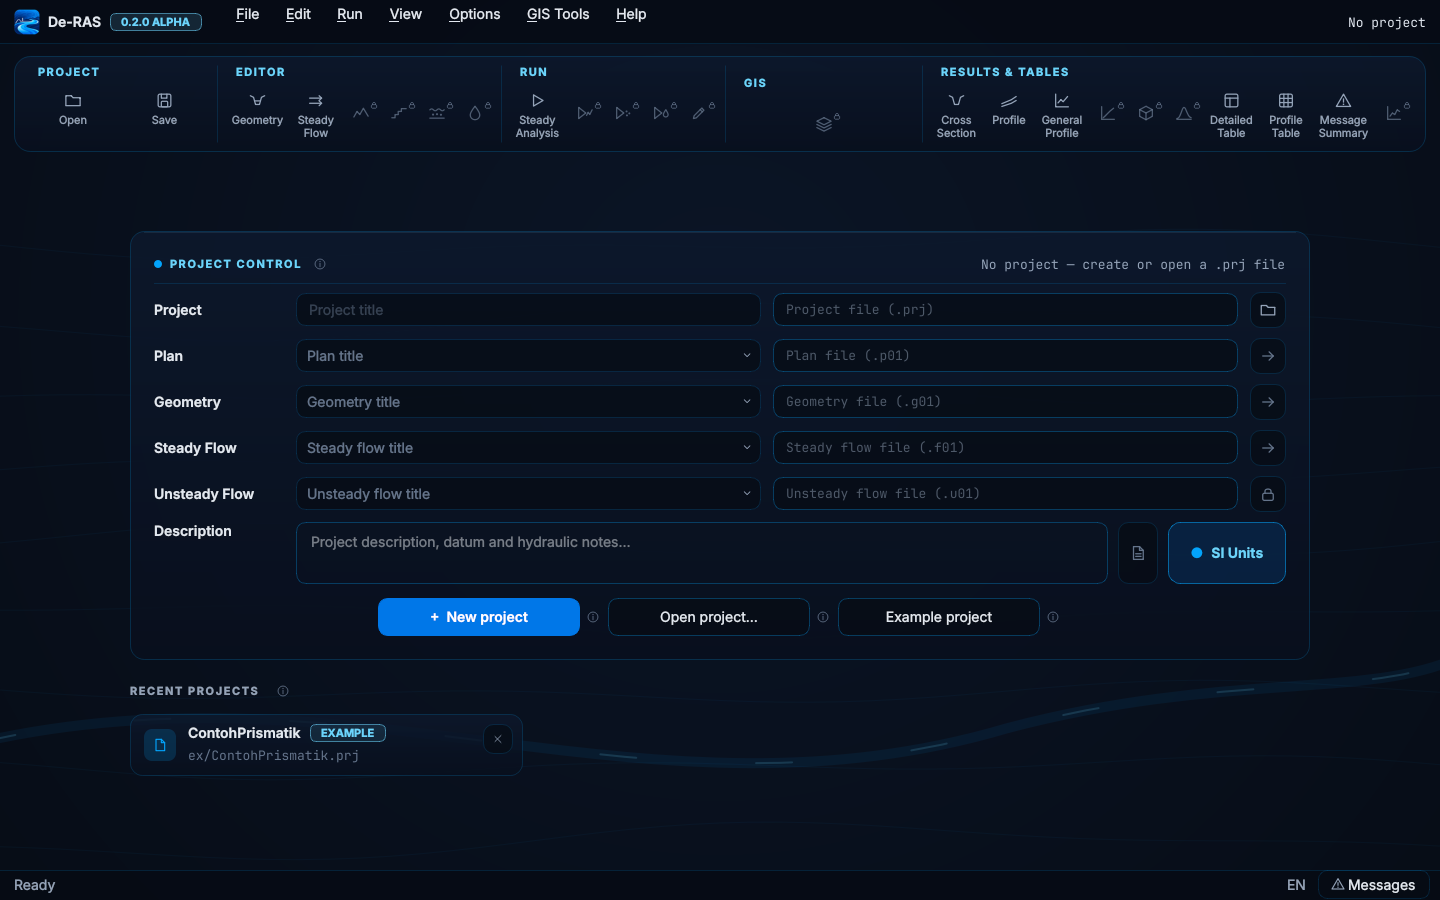 De-RAS 0.2.0 ALPHA File Edit Run View Options GIS Tools Help No project
PROJECT
Open
Save
EDITOR
Geometry
Steady
Flow
RUN
Steady
Analysis
GIS
RESULTS & TABLES
Cross
Section
Profile
General
Profile
Detailed
Table
Profile
Table
Message
Summary
PROJECT CONTROL No project — create or open a .prj file
Project Project title Project file (.prj)
Plan Plan title Plan file (.p01)
Geometry Geometry title Geometry file (.g01)
Steady Flow Steady flow title Steady flow file (.f01)
Unsteady Flow Unsteady flow title Unsteady flow file (.u01)
Description Project description, datum and hydraulic notes... SI Units
+ New project Open project... Example project
RECENT PROJECTS
ContohPrismatik EXAMPLE
ex/ContohPrismatik.prj
Ready EN Messages